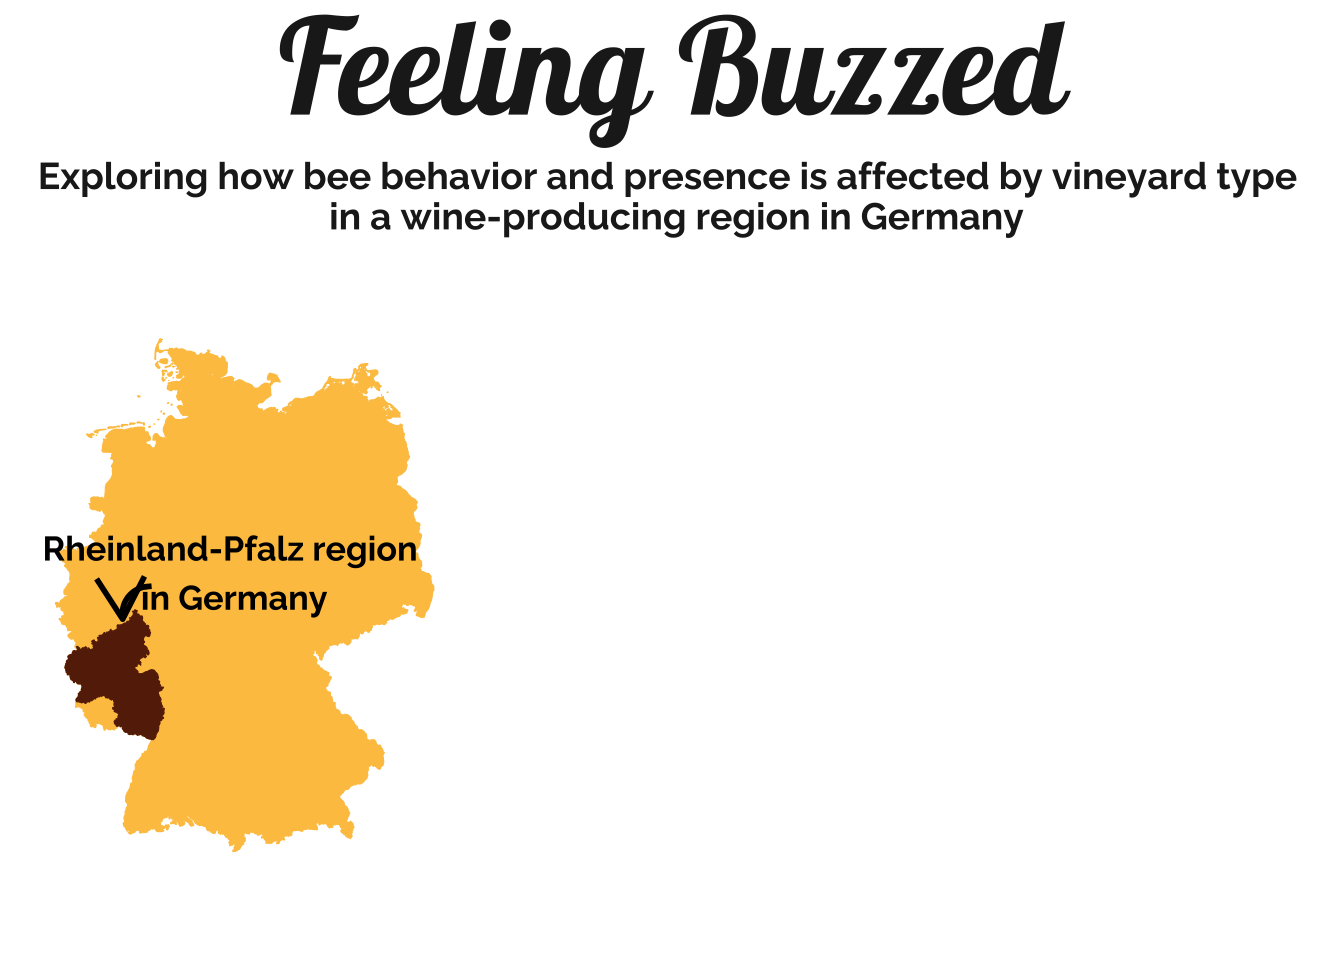 Feeling Buzzed
Exploring how bee behavior and presence is affected by vineyard type
in a wine-producing region in Germany
Rheinland-Pfalz region
in Germany